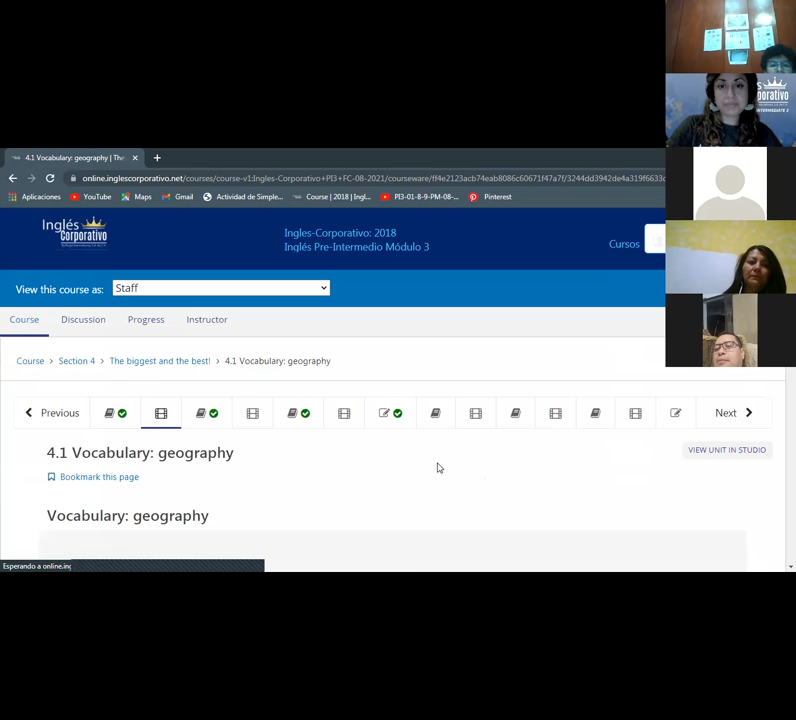 4.1 Vocabulary: geography | The
online.inglescorporativo.net/courses/course-v1:Ingles-Corporativo+PI3+FC-08-2021/courseware/ff4e2123acb74eab8086c60671f47a7f/3244dd3942de4a319f6633c
Aplicaciones YouTube Maps Gmail Actividad de Simple... Course | 2018 | Ingl... PI3-01-8-9-PM-08-... Pinterest
Inglés
Corporativo
Ingles-Corporativo: 2018
Inglés Pre-Intermedio Módulo 3
Cursos
View this course as: Staff
Course Discussion Progress Instructor
Course > Section 4 > The biggest and the best! > 4.1 Vocabulary: geography
Previous Next
4.1 Vocabulary: geography
VIEW UNIT IN STUDIO
Bookmark this page
Vocabulary: geography
Esperando a online.ing